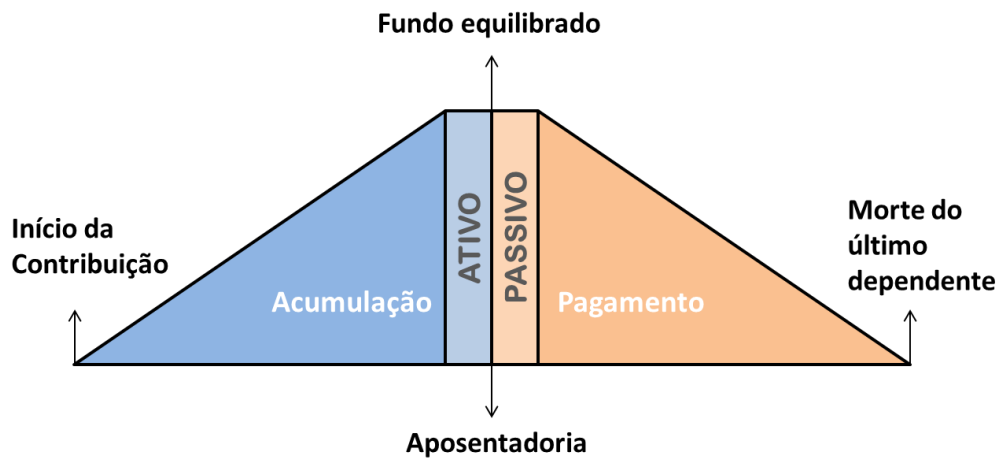 Fundo equilibrado
Início da
Contribuição
ATIVO
PASSIVO
Morte do
último
dependente
Acumulação
Pagamento
Aposentadoria